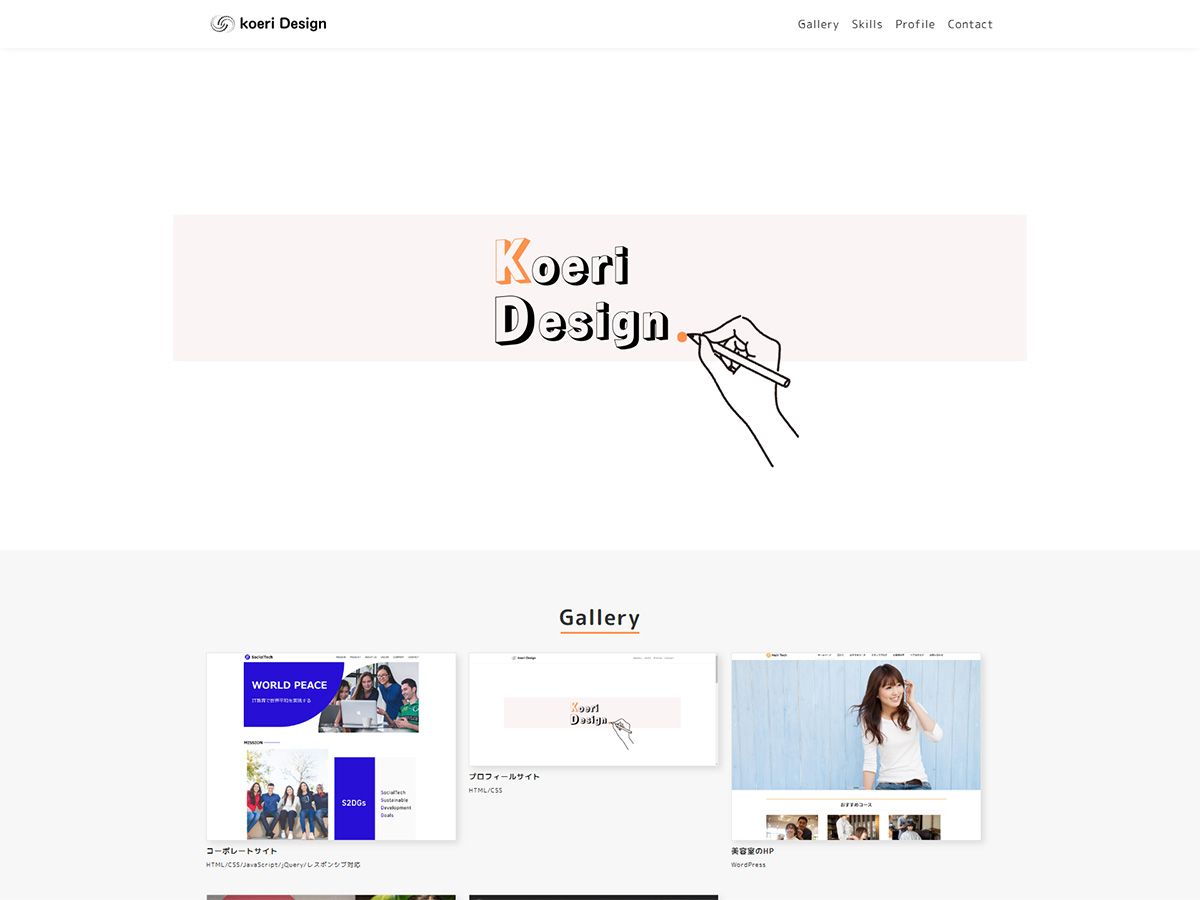 koeri Design
Gallery Skills Profile Contact
Koeri
Design.
Gallery
SocialTech
WORLD PEACE
IT教育で世界平和を実現する
MISSION
S2DGs
SocialTech
Sustainable
Development
Goals
コーポレートサイト
HTML/CSS/JavaScript/jQuery/レスポンシブ対応
koeri Design
Koeri
Design.
プロフィールサイト
HTML/CSS
おすすめコース
美容室のHP
WordPress